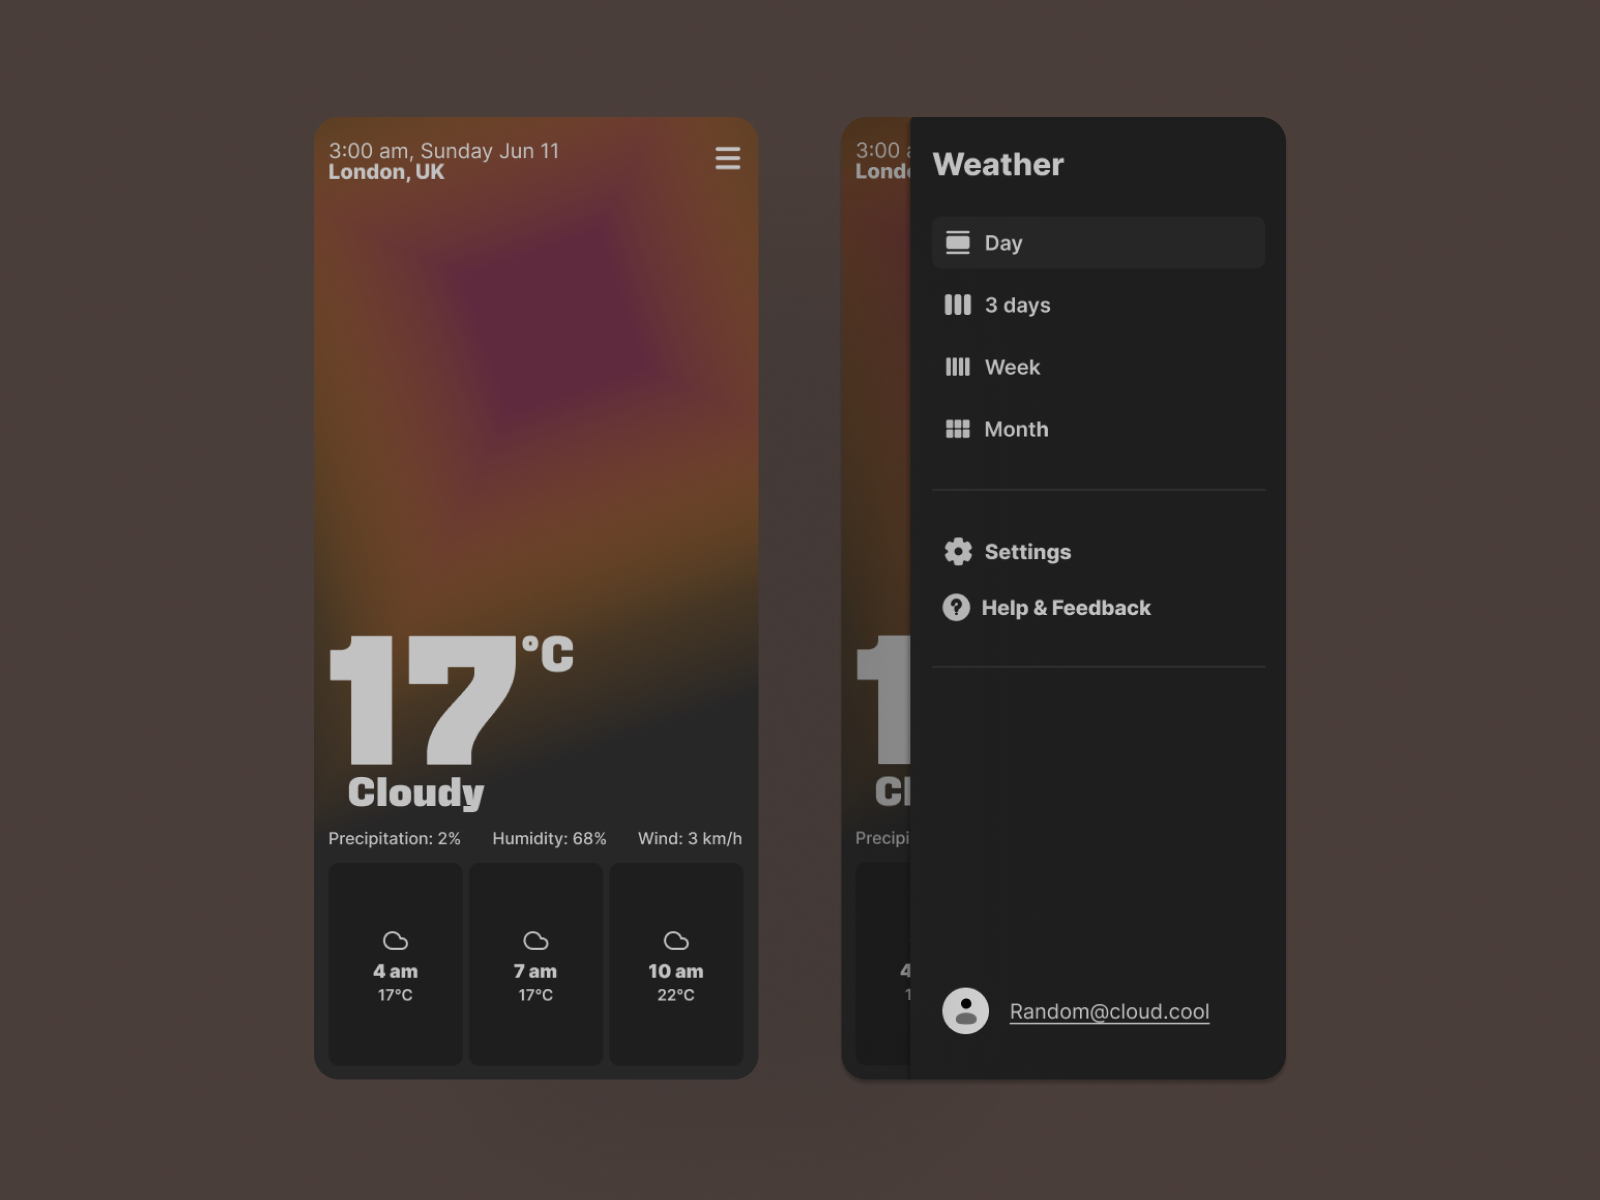 3:00 am, Sunday Jun 11
London, UK
17°C
Cloudy
Precipitation: 2% Humidity: 68% Wind: 3 km/h
4 am 7 am 10 am
17°C 17°C 22°C
3:00 a
Londo
1
Cl
Precipi
4
1
Weather
Day
3 days
Week
Month
Settings
Help & Feedback
Random@cloud.cool